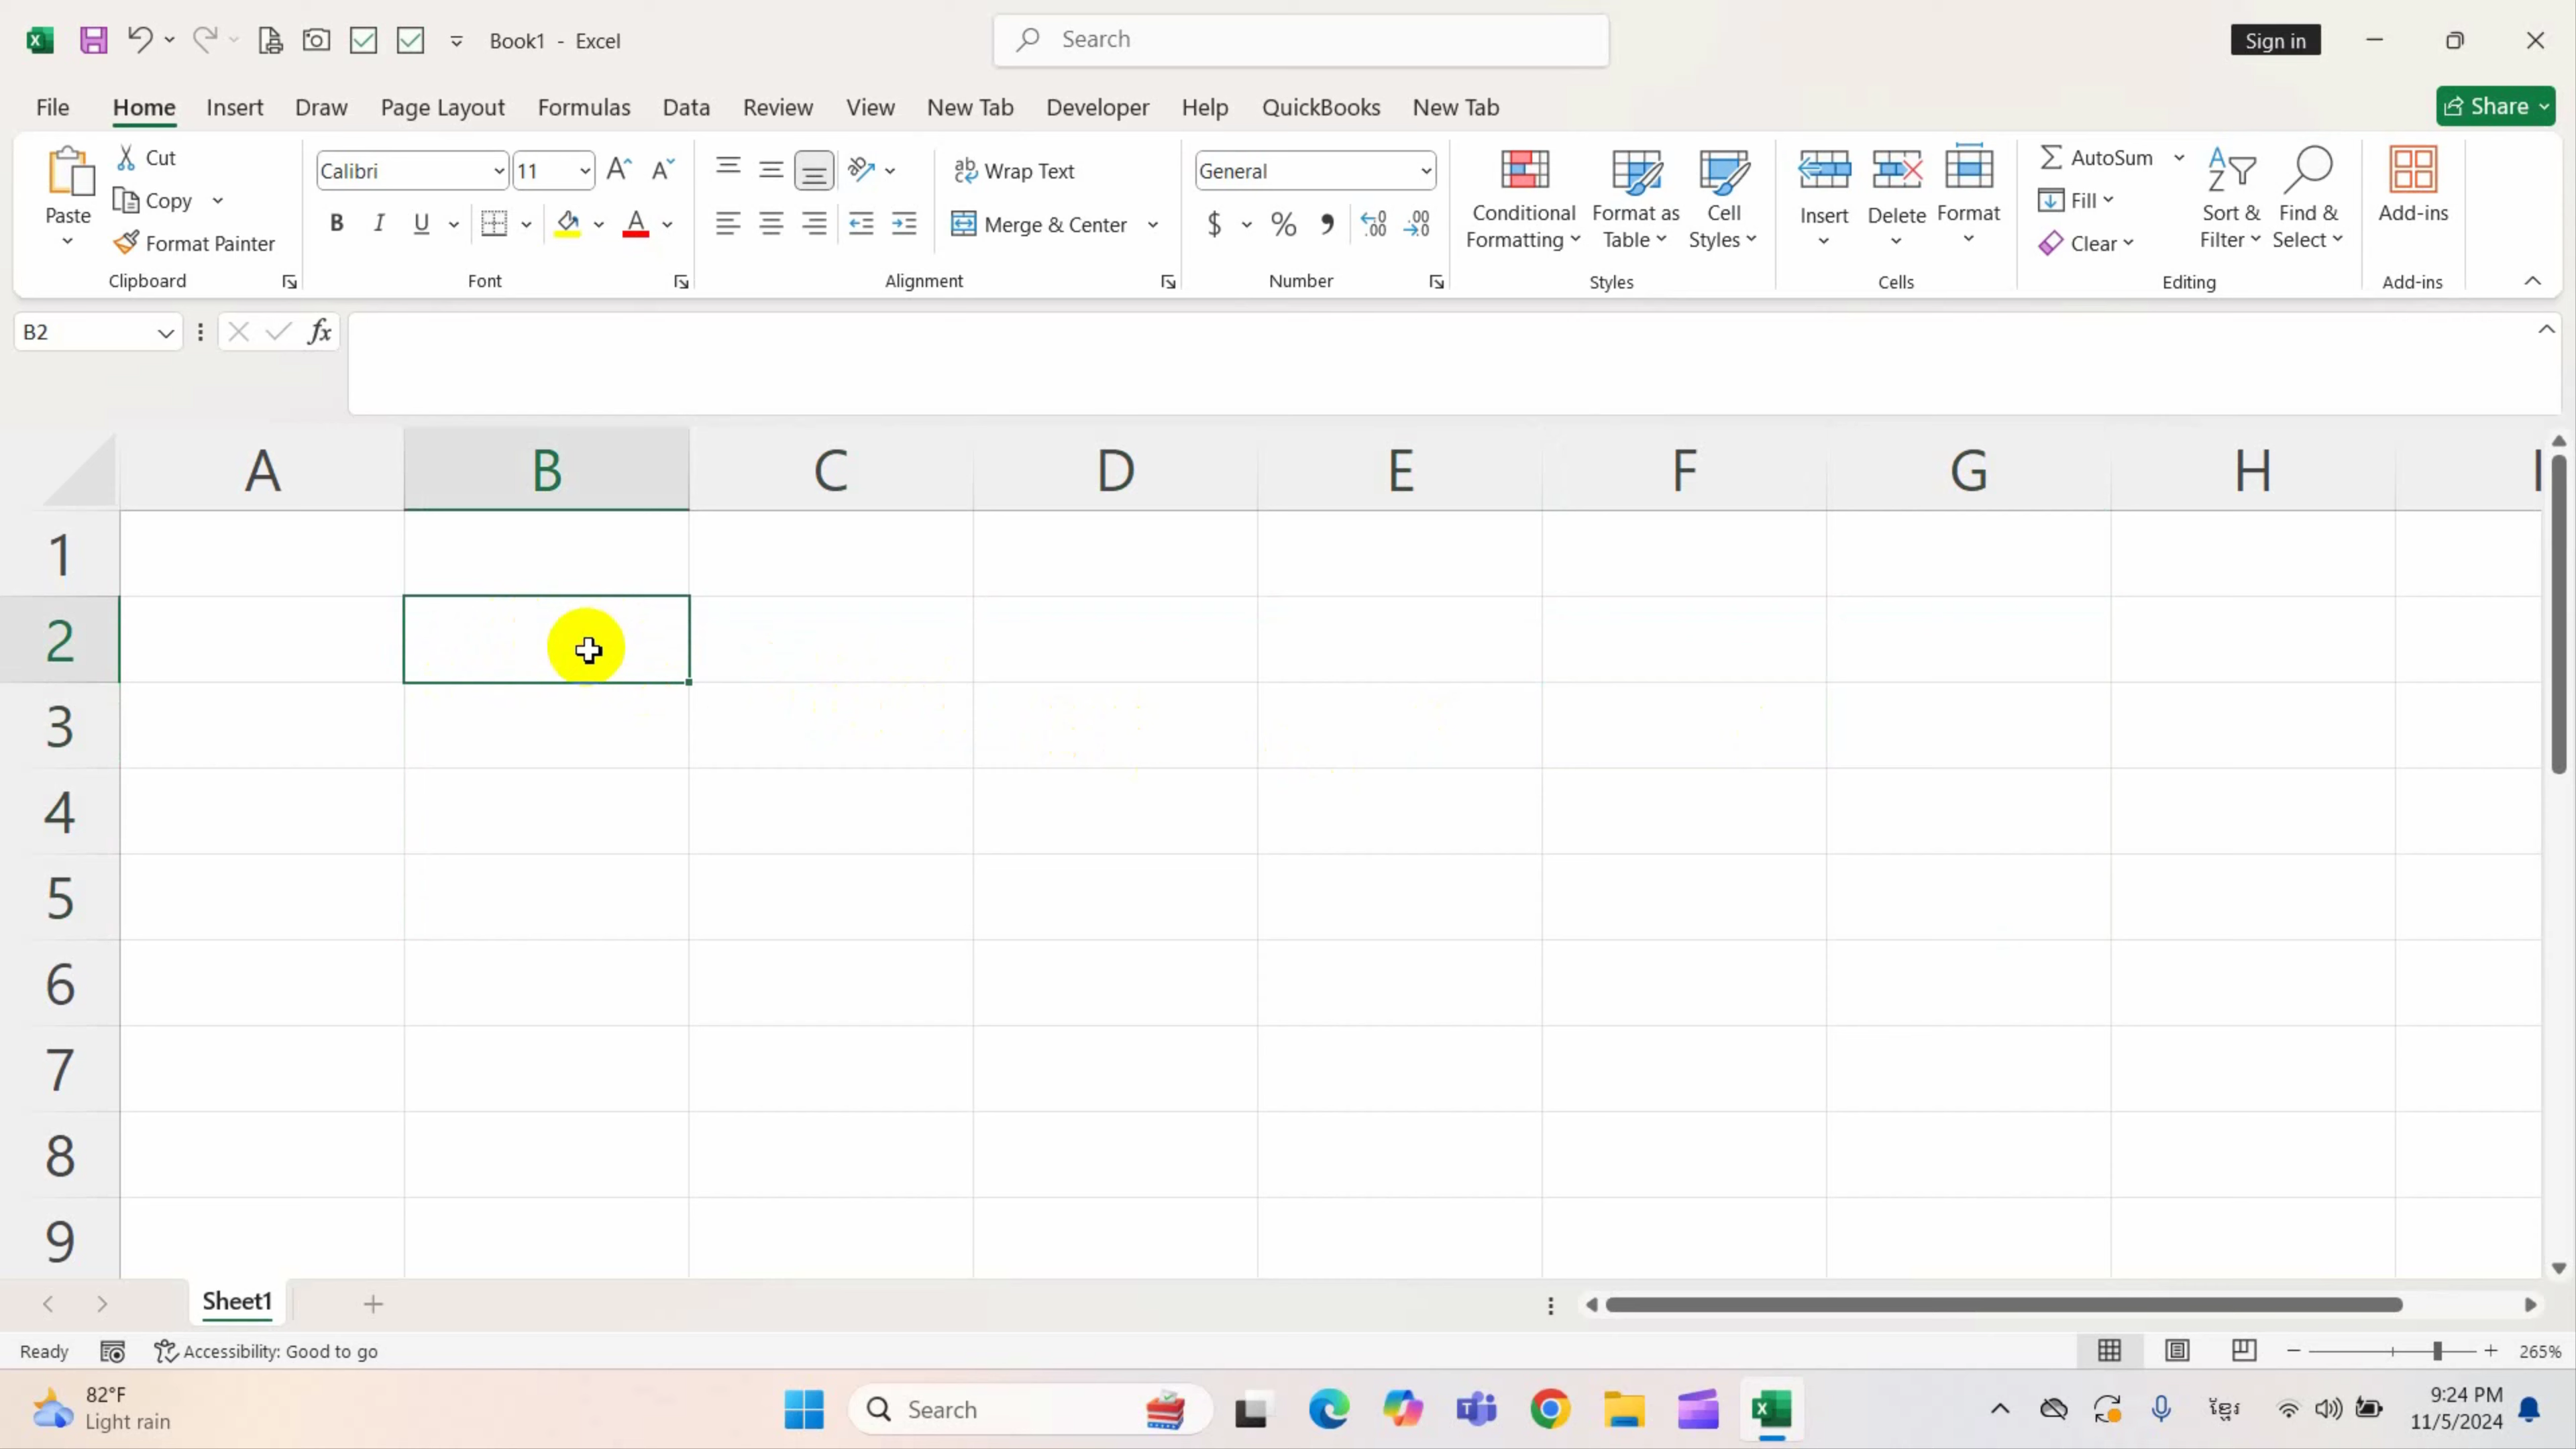 Book1 - Excel
Search
Sign in
File Home Insert Draw Page Layout Formulas Data Review View New Tab Developer Help QuickBooks New Tab
Share
Paste
Cut
Copy
Format Painter
Clipboard
Calibri
11
B I U
Font
Wrap Text
Merge & Center
Alignment
General
$ % ,
Number
Conditional Formatting
Format as Table
Cell Styles
Styles
Insert
Delete
Format
Cells
AutoSum
Fill
Clear
Sort & Filter
Find & Select
Editing
Add-ins
Add-ins
B2
fx
A B C D E F G H I
1
2
3
4
5
6
7
8
9
Sheet1
Ready
Accessibility: Good to go
265%
82°F
Light rain
Search
ខ្មែរ
9:24 PM
11/5/2024